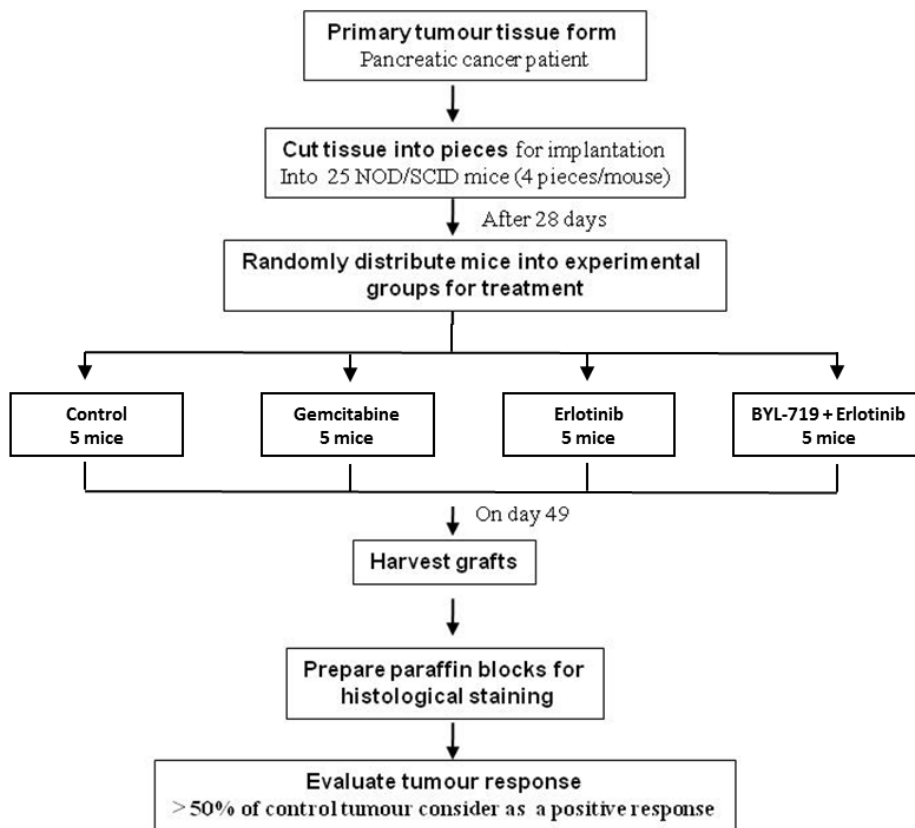 Primary tumour tissue form
Pancreatic cancer patient
Cut tissue into pieces for implantation
Into 25 NOD/SCID mice (4 pieces/mouse)
After 28 days
Randomly distribute mice into experimental
groups for treatment
Control
5 mice
Gemcitabine
5 mice
Erlotinib
5 mice
BYL-719 + Erlotinib
5 mice
On day 49
Harvest grafts
Prepare paraffin blocks for
histological staining
Evaluate tumour response
> 50% of control tumour consider as a positive response